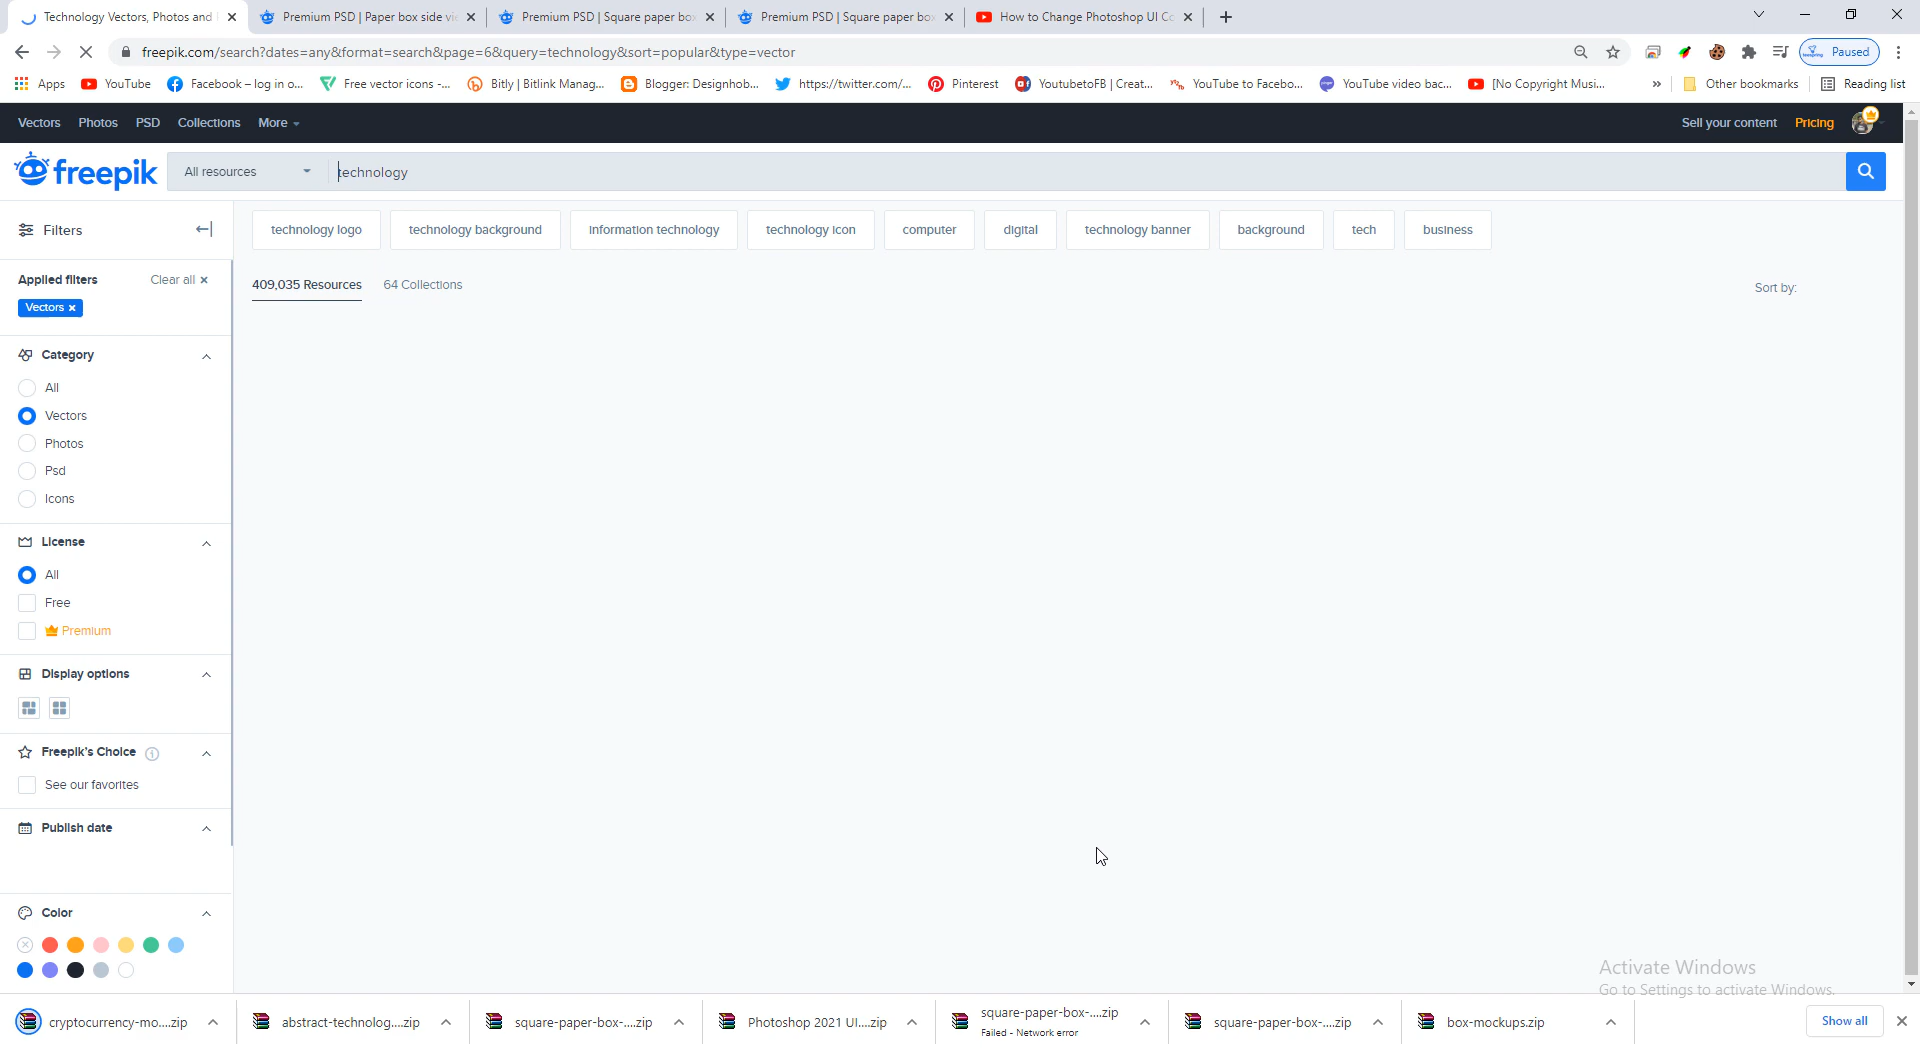 Technology Vectors, Photos and
Premium PSD | Paper box side vie
Premium PSD | Square paper box
Premium PSD | Square paper box
How to Change Photoshop UI Co
freepik.com/search?dates=any&format=search&page=6&query=technology&sort=popular&type=vector
Paused
Apps
YouTube
Facebook – log in o...
Free vector icons -...
Bitly | Bitlink Manag...
Blogger: Designhob...
https://twitter.com/...
Pinterest
YoutubetoFB | Creat...
YouTube to Facebo...
YouTube video bac...
[No Copyright Musi...
»
Other bookmarks
Reading list
Vectors
Photos
PSD
Collections
More
Sell your content
Pricing
freepik
All resources
technology
Filters
technology logo
technology background
information technology
technology icon
computer
digital
technology banner
background
tech
business
Applied filters
Clear all ×
Vectors ×
409,035 Resources
64 Collections
Sort by:
Category
All
Vectors
Photos
Psd
Icons
License
All
Free
Premium
Display options
Freepik's Choice
See our favorites
Publish date
Color
Activate Windows
Go to Settings to activate Windows.
cryptocurrency-mo....zip
abstract-technolog....zip
square-paper-box-....zip
Photoshop 2021 UI....zip
square-paper-box-....zip
Failed - Network error
square-paper-box-....zip
box-mockups.zip
Show all